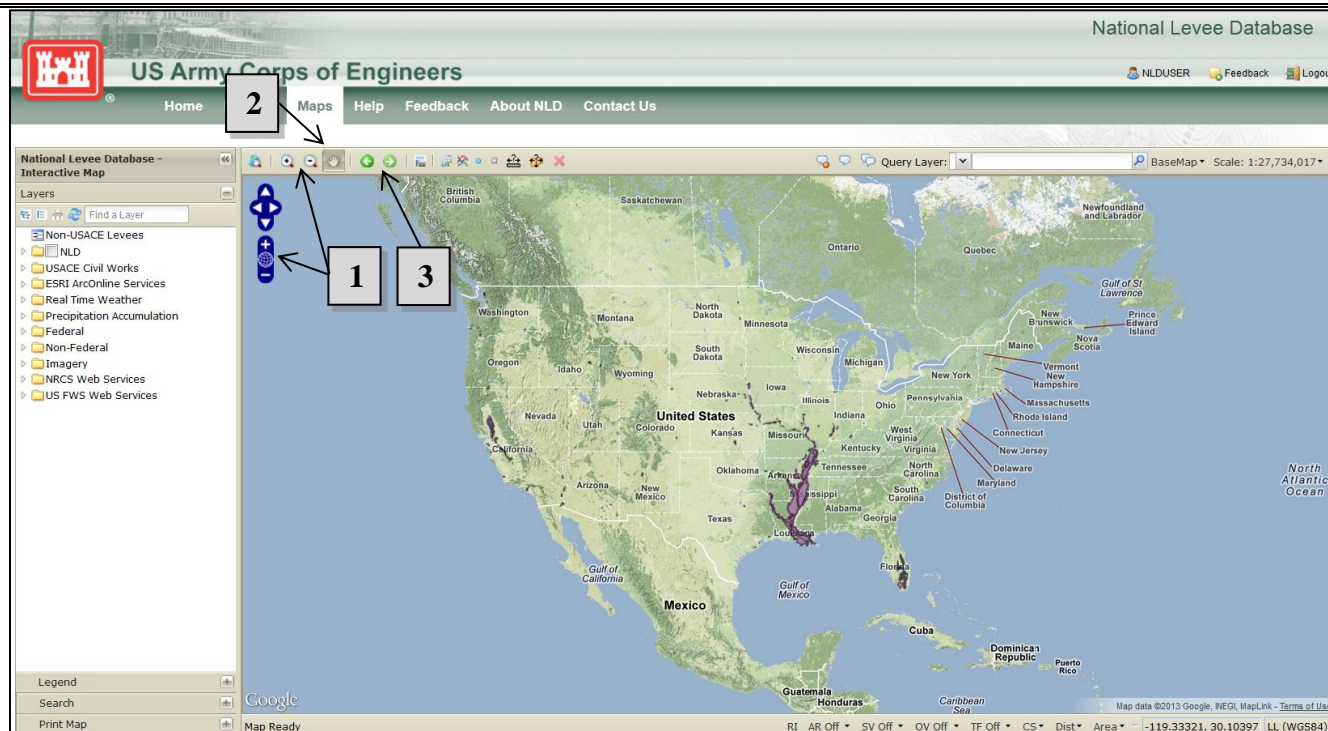 National Levee Database
US Army Corps of Engineers
NLDUSER Feedback Logou
Home Maps Help Feedback About NLD Contact Us
2
National Levee Database -
Interactive Map
Query Layer:
BaseMap Scale: 1:27,734,017
Layers
Find a Layer
Non-USACE Levees
NLD
USACE Civil Works
ESRI ArcOnline Services
Real Time Weather
Precipitation Accumulation
Federal
Non-Federal
Imagery
NRCS Web Services
US FWS Web Services
1
3
British
Columbia
Saskatchewan
Ontario
Quebec
Newfoundland
and Labrador
Gulf of St
Lawrence
New
Brunswick
Prince
Edward
Island
Nova
Scotia
Maine
Vermont
New
Hampshire
Massachusetts
Rhode Island
Connecticut
New Jersey
Delaware
Maryland
District of
Columbia
Washington
Montana
North
Dakota
Minnesota
Oregon
Idaho
Wyoming
South
Dakota
Wisconsin
Michigan
New York
Nebraska
Iowa
Illinois
Indiana
Ohio
Pennsylvania
Nevada
Utah
Colorado
United States
Kansas
Missouri
West
Virginia
Kentucky
Virginia
California
Arizona
New
Mexico
Oklahoma
Arkansas
Tennessee
North
Carolina
South
Carolina
Mississippi
Alabama
Georgia
Texas
Louisiana
Florida
North
Atlantic
Ocean
Gulf of
California
Gulf of
Mexico
Mexico
Cuba
Dominican
Republic
Puerto
Rico
Guatemala
Honduras
Caribbean
Sea
Google
Map data ©2013 Google, INEGI, MapLink - Terms of Use
Legend
Search
Print Map
Map Ready
RI AR Off SV Off OV Off TF Off CS Dist Area -119.33321, 30.10397 LL (WGS84)